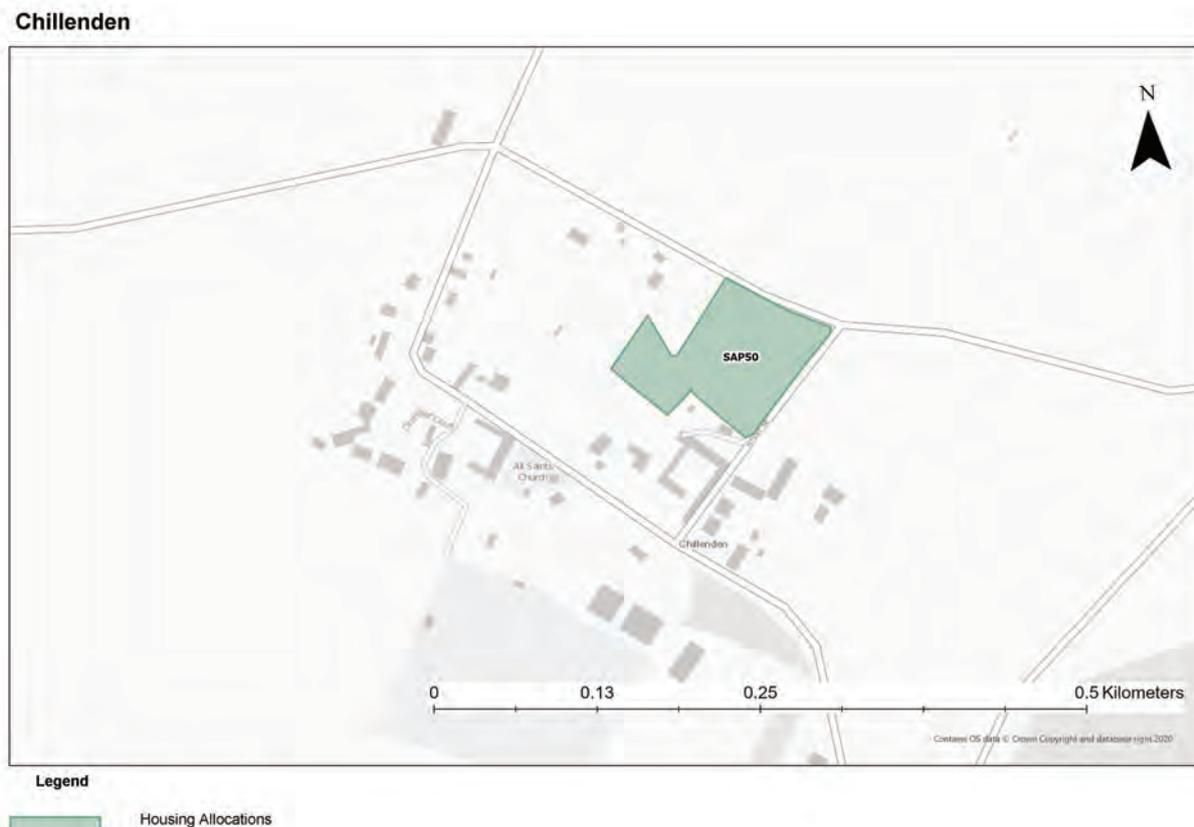 Chillenden
N
SAP50
All Saints
Church
Chillenden
0 0.13 0.25 0.5 Kilometers
Contains OS data © Crown Copyright and database right 2020
Legend
Housing Allocations